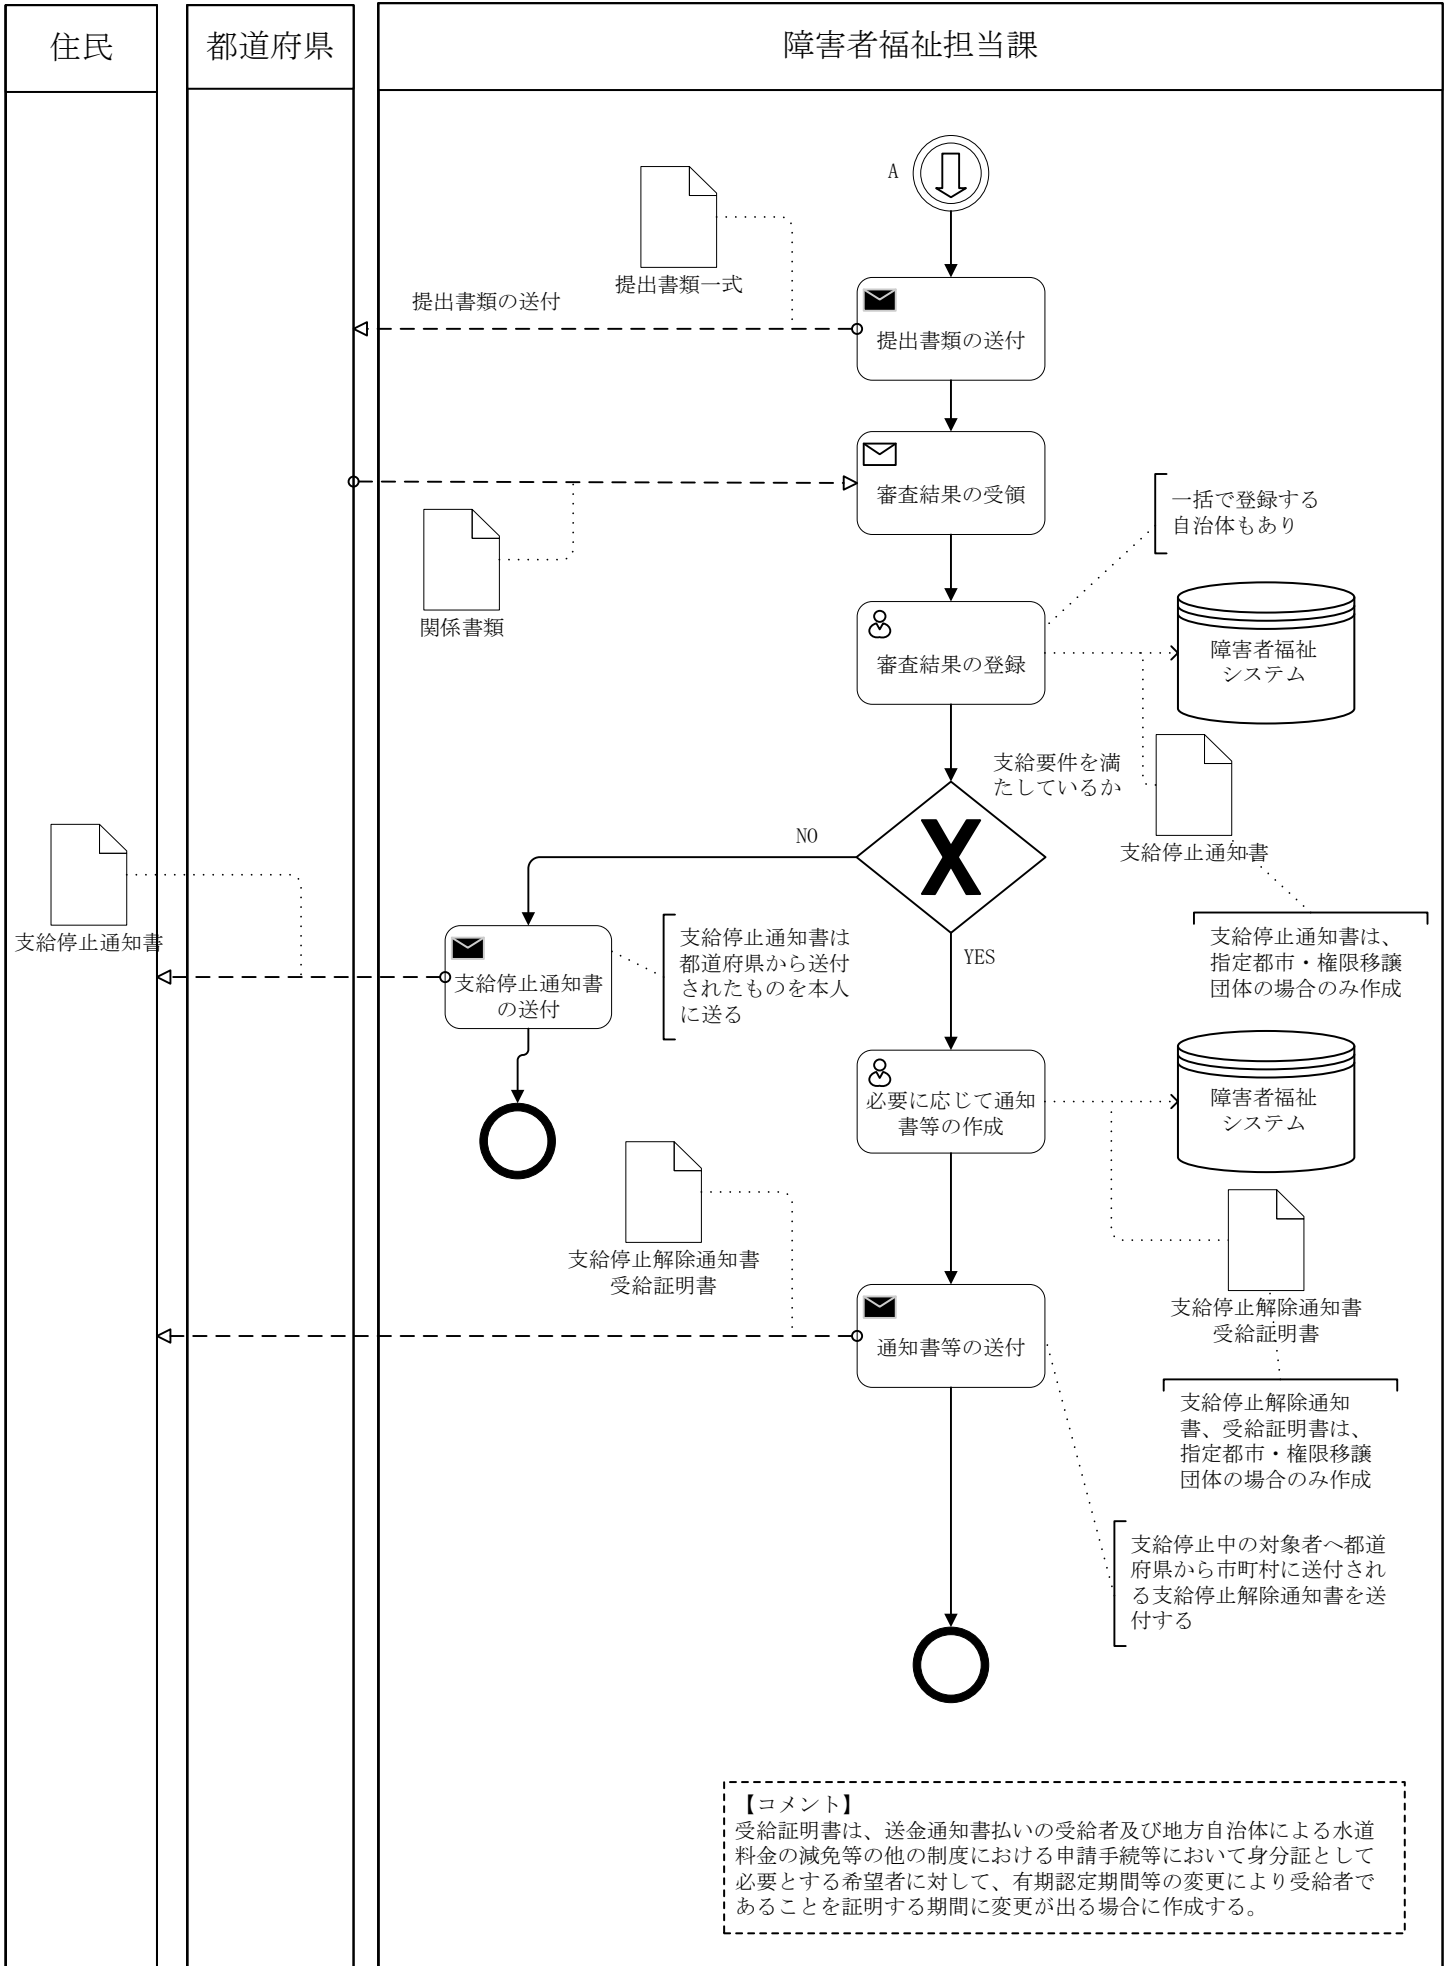 住民
都道府県
障害者福祉担当課
A
提出書類一式
提出書類の送付
提出書類の送付
審査結果の受領
一括で登録する
自治体もあり
関係書類
審査結果の登録
障害者福祉
システム
支給要件を満
たしているか
NO
支給停止通知書
支給停止通知書
支給停止通知書は
都道府県から送付
されたものを本人
に送る
支給停止通知書は、
指定都市・権限移譲
団体の場合のみ作成
YES
支給停止通知書
の送付
必要に応じて通知
書等の作成
障害者福祉
システム
支給停止解除通知書
受給証明書
支給停止解除通知書
受給証明書
通知書等の送付
支給停止解除通知
書、受給証明書は、
指定都市・権限移譲
団体の場合のみ作成
支給停止中の対象者へ都道
府県から市町村に送付され
る支給停止解除通知書を送
付する
【コメント】
受給証明書は、送金通知書払いの受給者及び地方自治体による水道
料金の減免等の他の制度における申請手続等において身分証として
必要とする希望者に対して、有期認定期間等の変更により受給者で
あることを証明する期間に変更が出る場合に作成する。